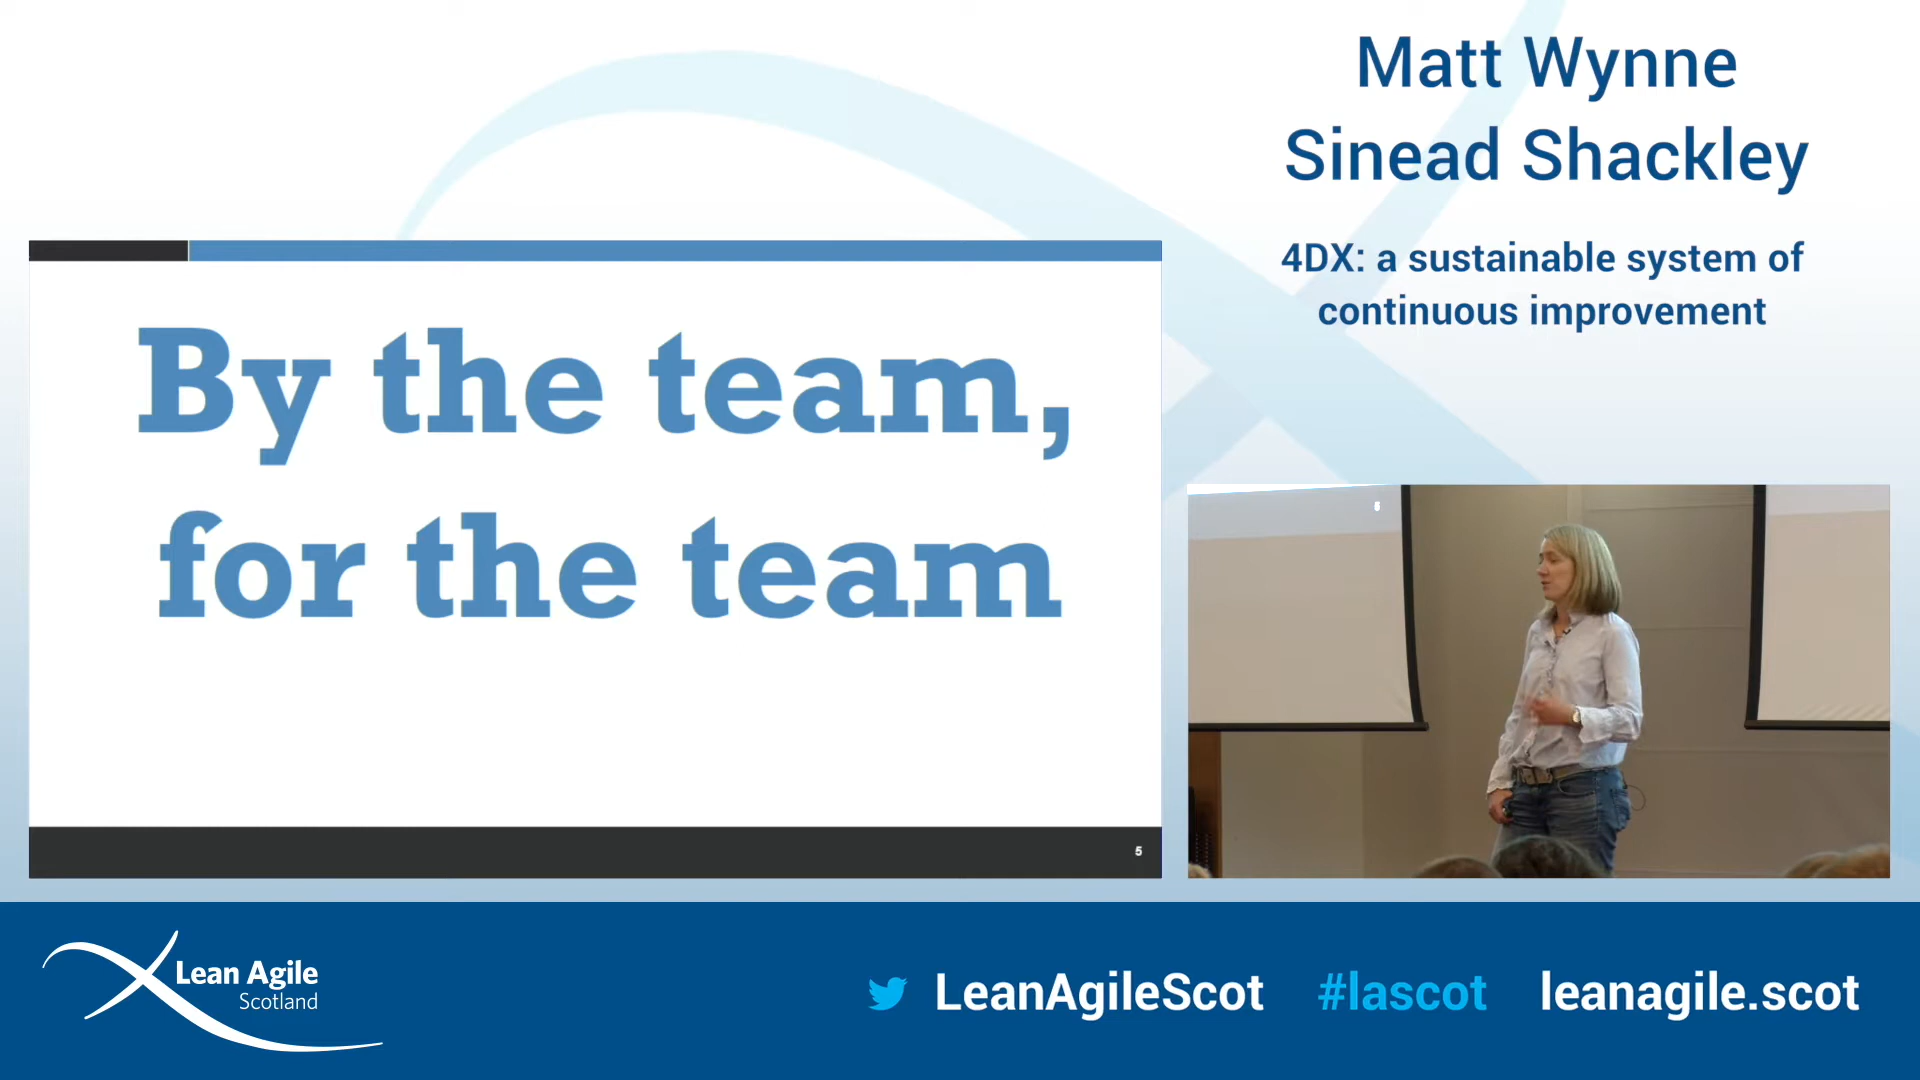 Matt Wynne
Sinead Shackley
4DX: a sustainable system of
continuous improvement
By the team,
for the team
5
Lean Agile
Scotland
LeanAgileScot #lascot leanagile.scot